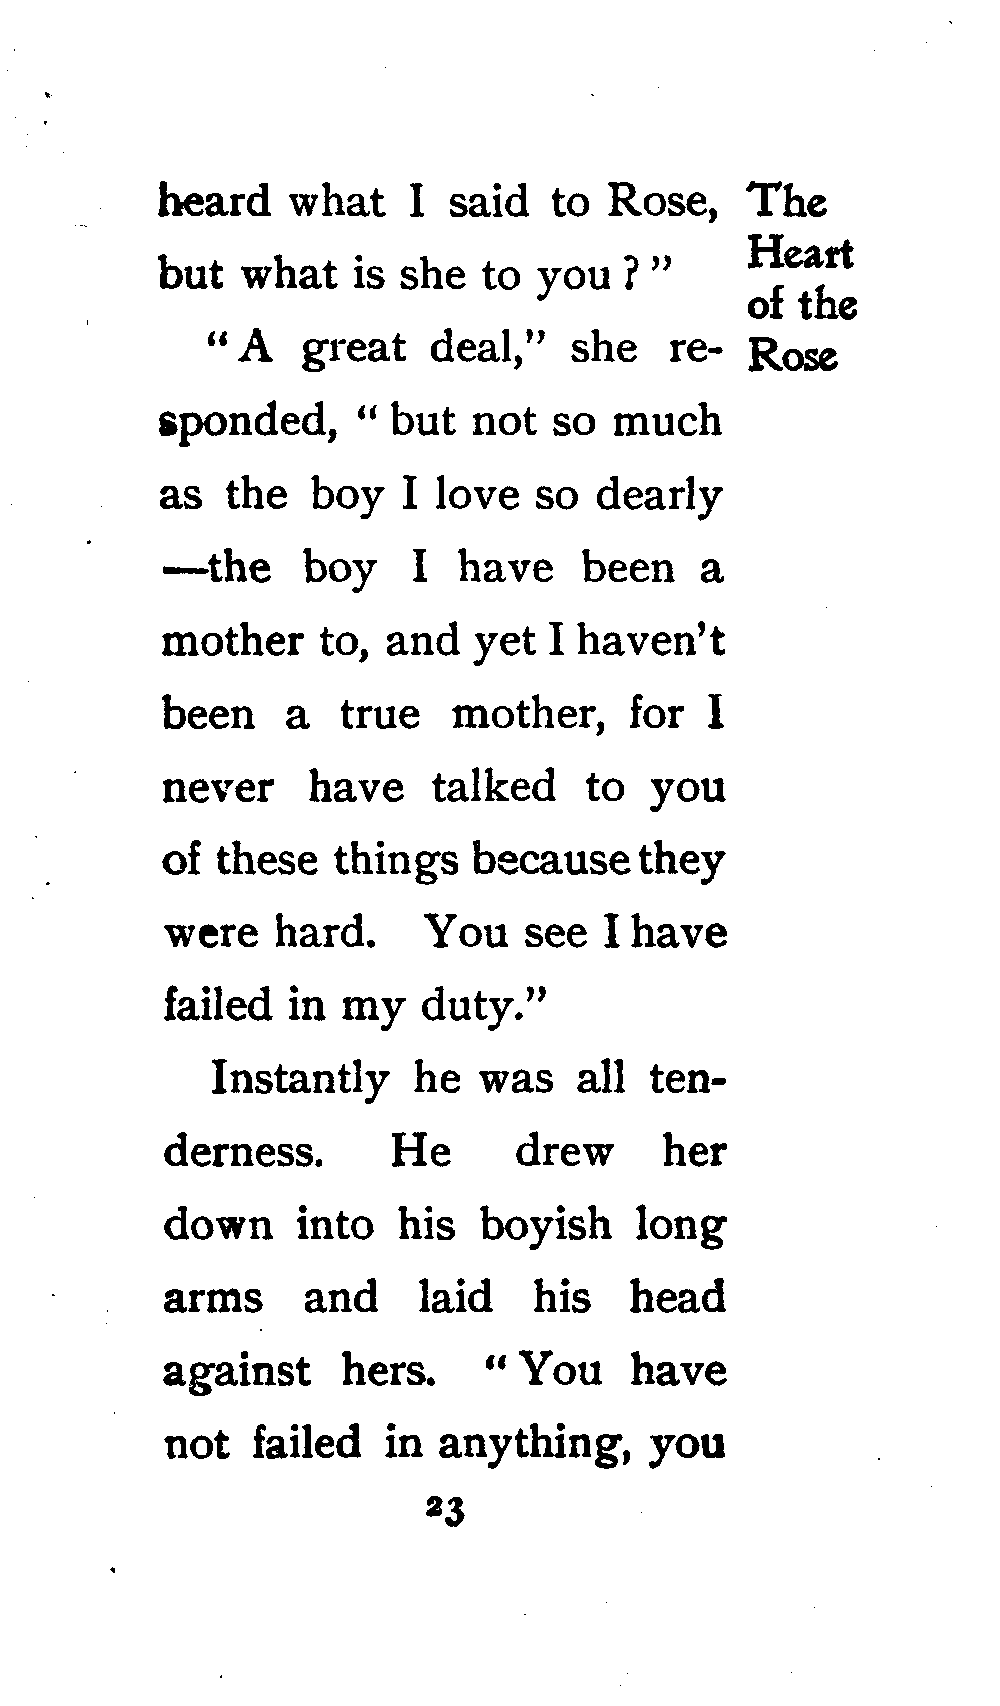 heard what I said to Rose,
but what is she to you ? ”
“ A great deal,” she re-
sponded, “ but not so much
as the boy I love so dearly
—the boy I have been a
mother to, and yet I haven’t
been a true mother, for I
never have talked to you
of these things because they
were hard. You see I have
failed in my duty.”
Instantly he was all ten-
derness. He drew her
down into his boyish long
arms and laid his head
against hers. “ You have
not failed in anything, you
The
Heart
of the
Rose
23